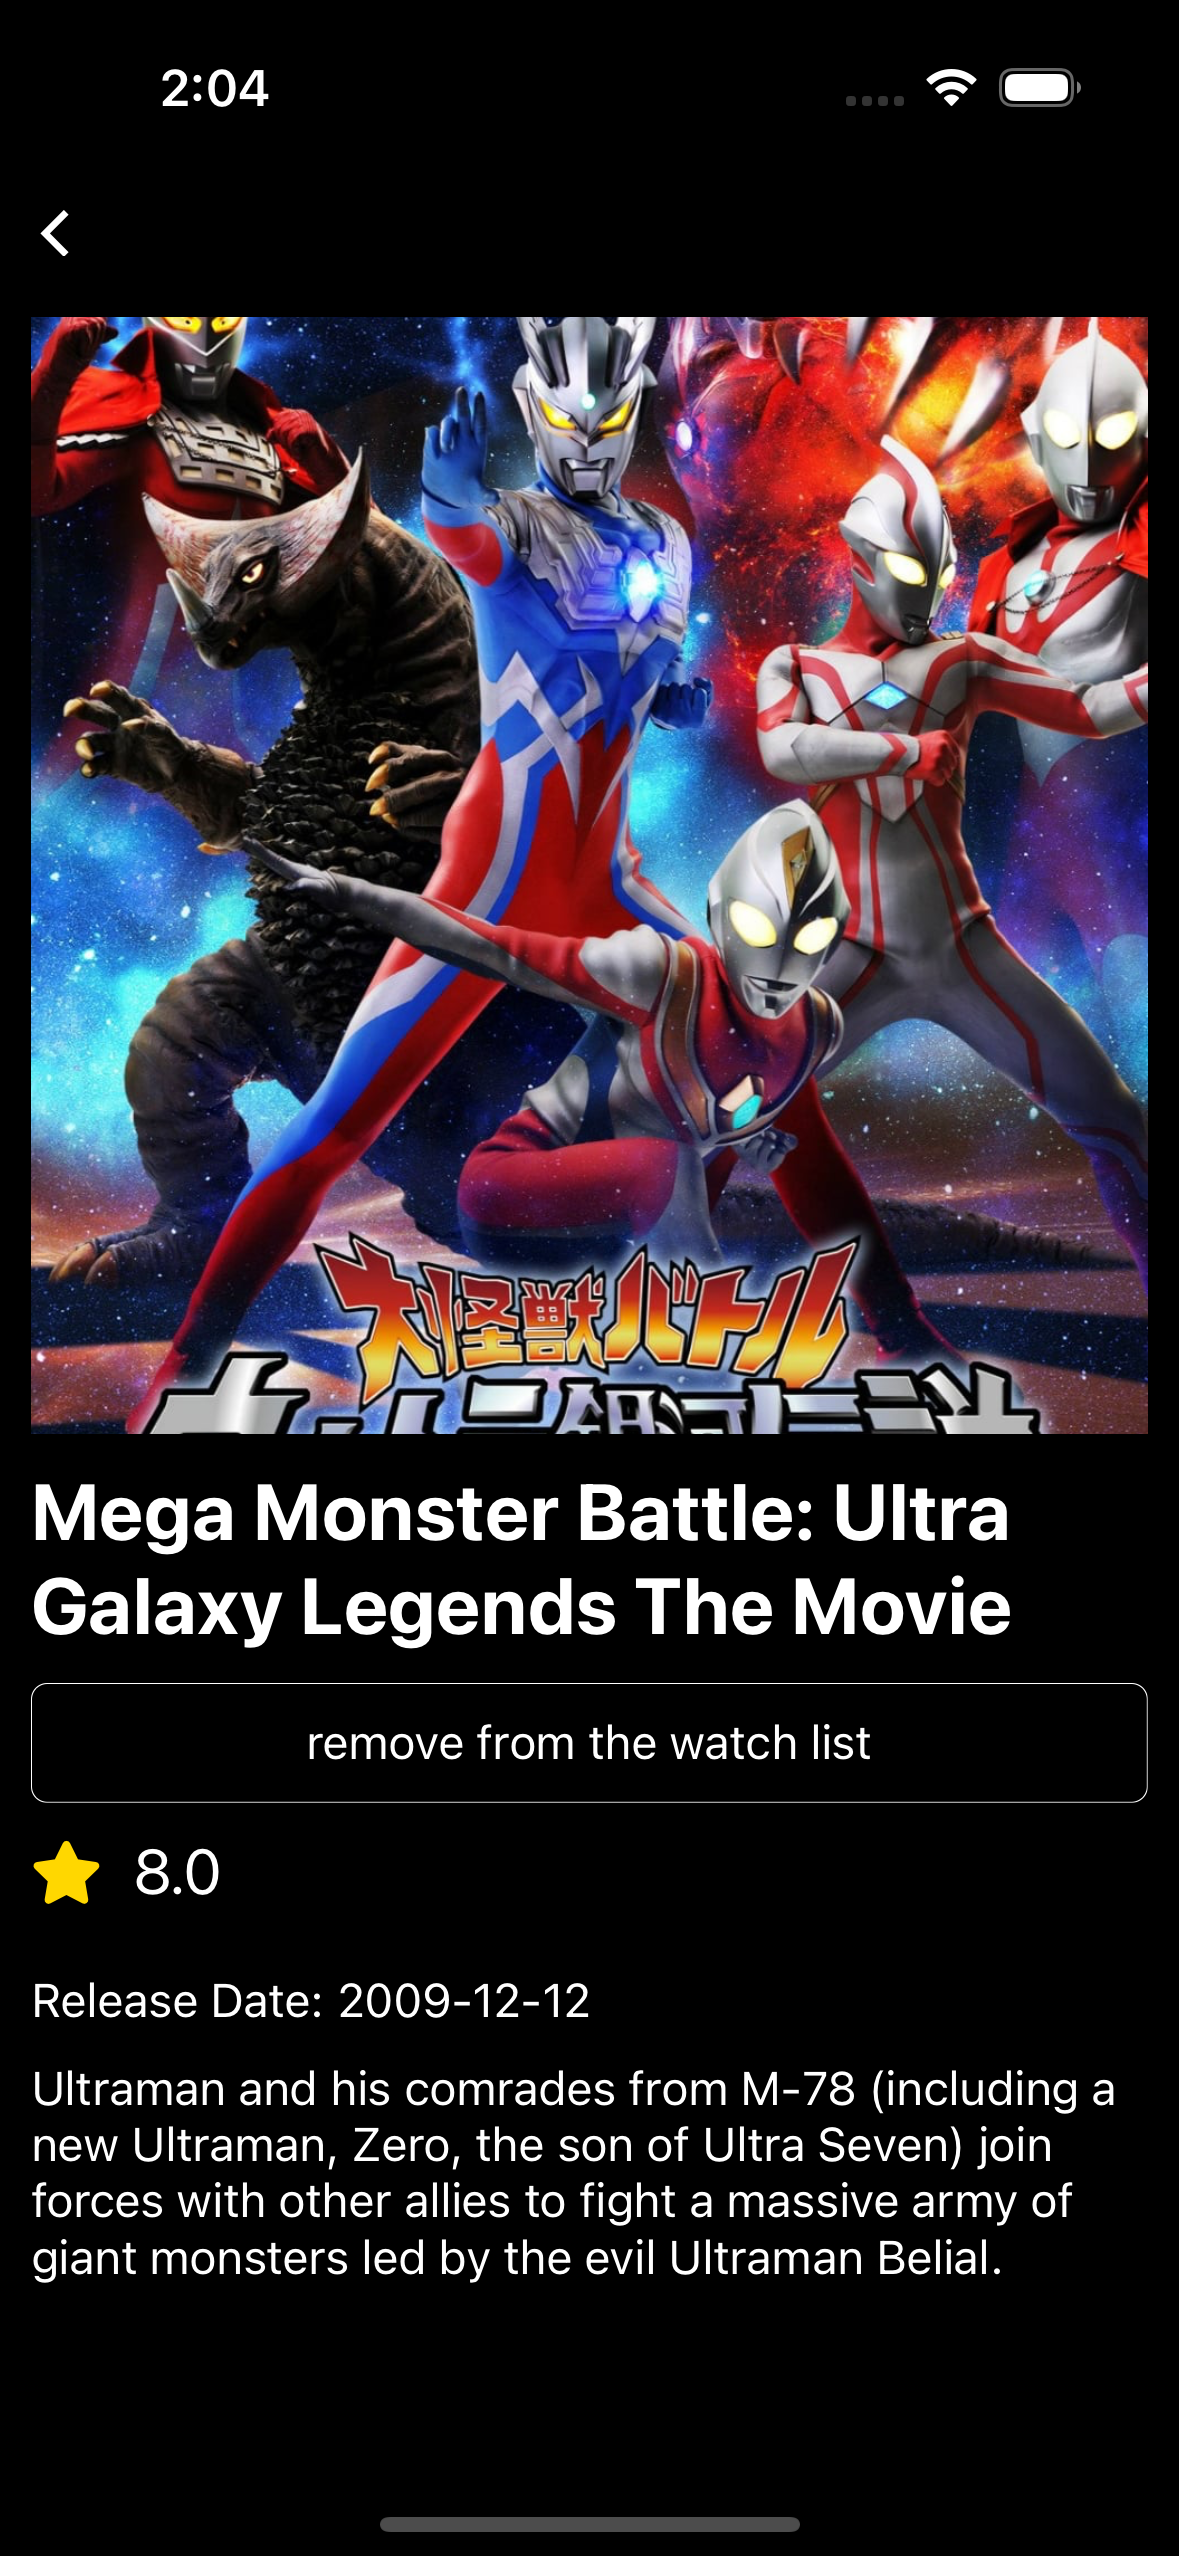 2:04
大怪獣バトル
Mega Monster Battle: Ultra
Galaxy Legends The Movie
remove from the watch list
8.0
Release Date: 2009-12-12
Ultraman and his comrades from M-78 (including a
new Ultraman, Zero, the son of Ultra Seven) join
forces with other allies to fight a massive army of
giant monsters led by the evil Ultraman Belial.